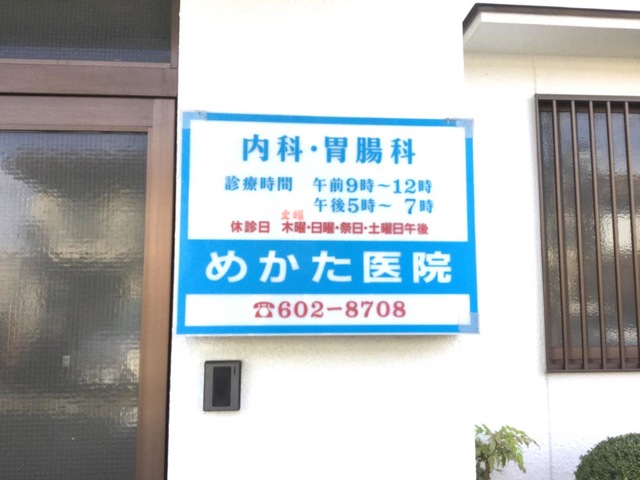 内科・胃腸科
診療時間 午前9時～12時
午後5時～ 7時
休診日 木曜・日曜・祭日・土曜日午後
めかた医院
☎602-8708